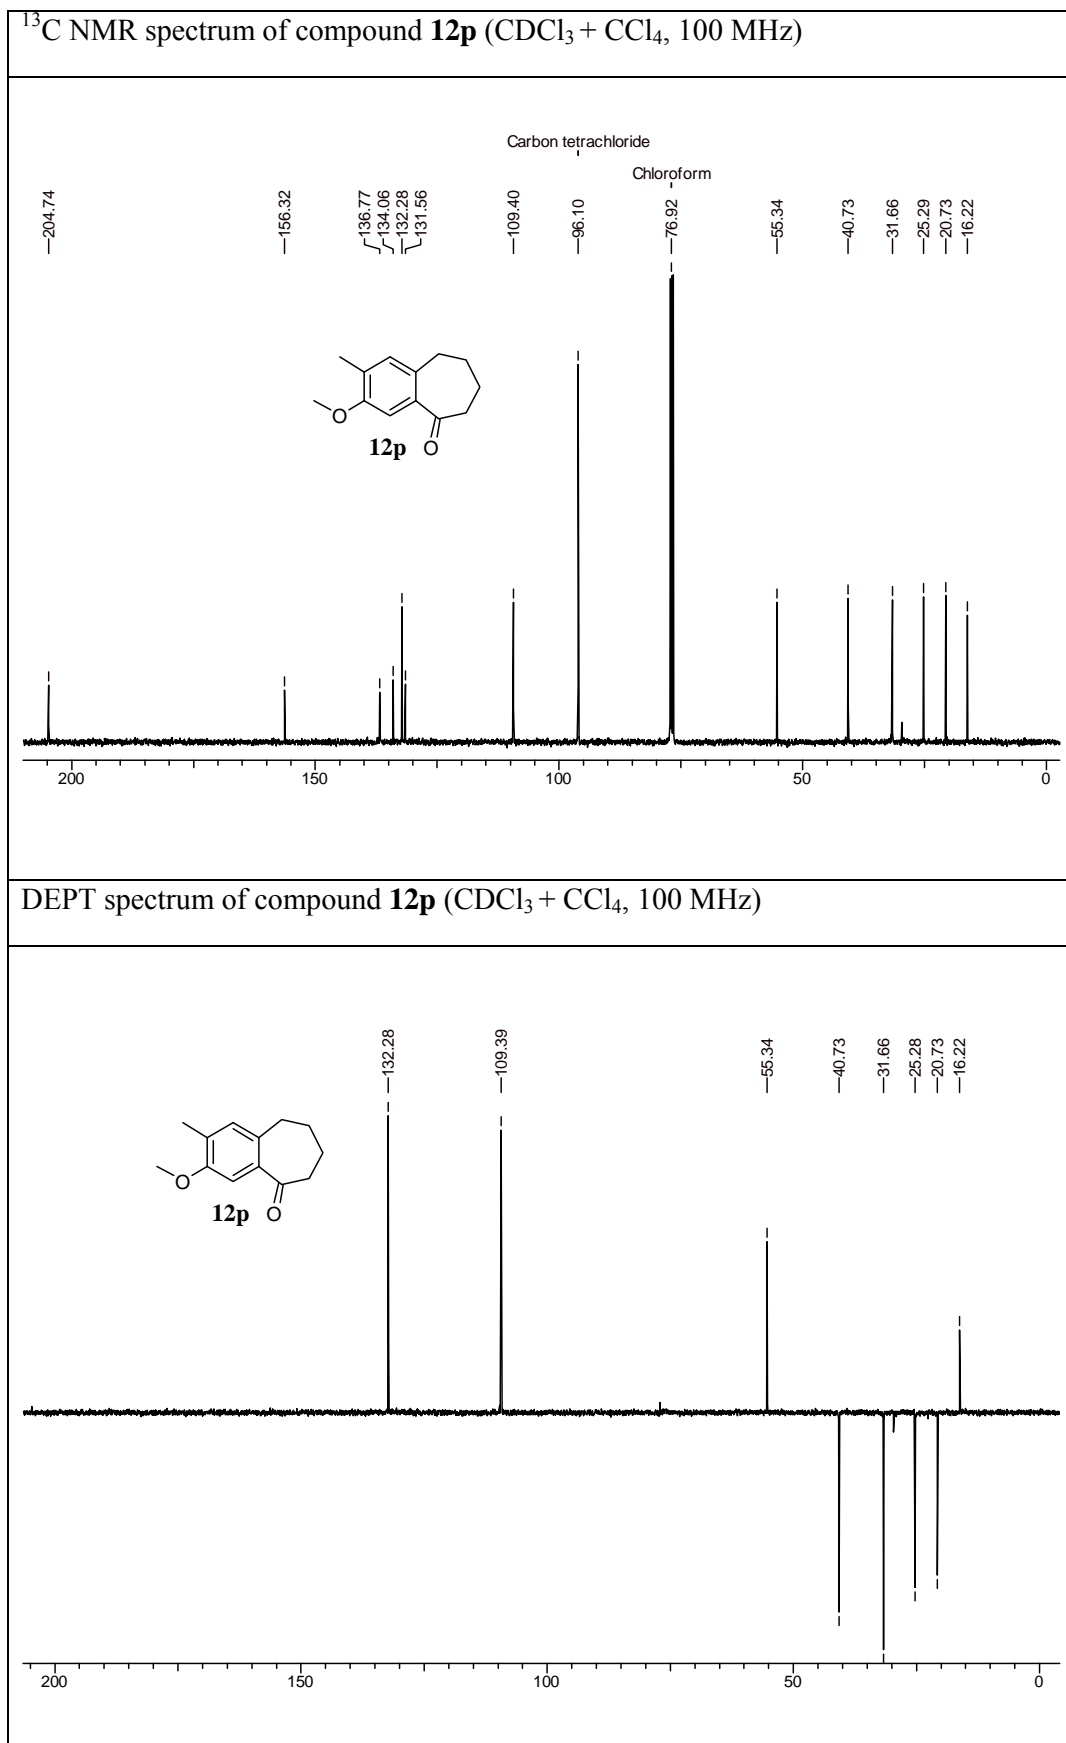 ¹³C NMR spectrum of compound 12p (CDCl₃ + CCl₄, 100 MHz)
Carbon tetrachloride
Chloroform
204.74
156.32
136.77
134.06
132.28
131.56
109.40
96.10
76.92
55.34
40.73
31.66
25.29
20.73
16.22
O
12p O
200 150 100 50 0
DEPT spectrum of compound 12p (CDCl₃ + CCl₄, 100 MHz)
132.28
109.39
55.34
40.73
31.66
25.28
20.73
16.22
O
12p O
200 150 100 50 0